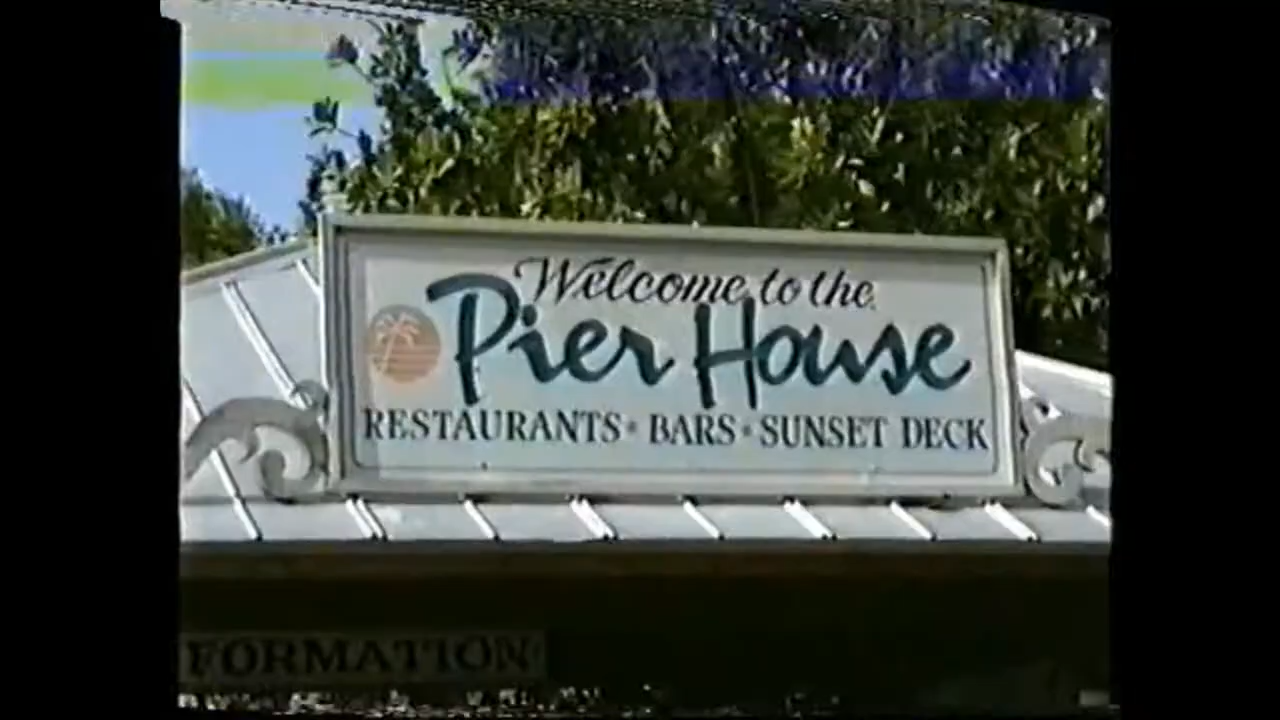 Welcome to the
Pier House
RESTAURANTS • BARS • SUNSET DECK
FORMATION